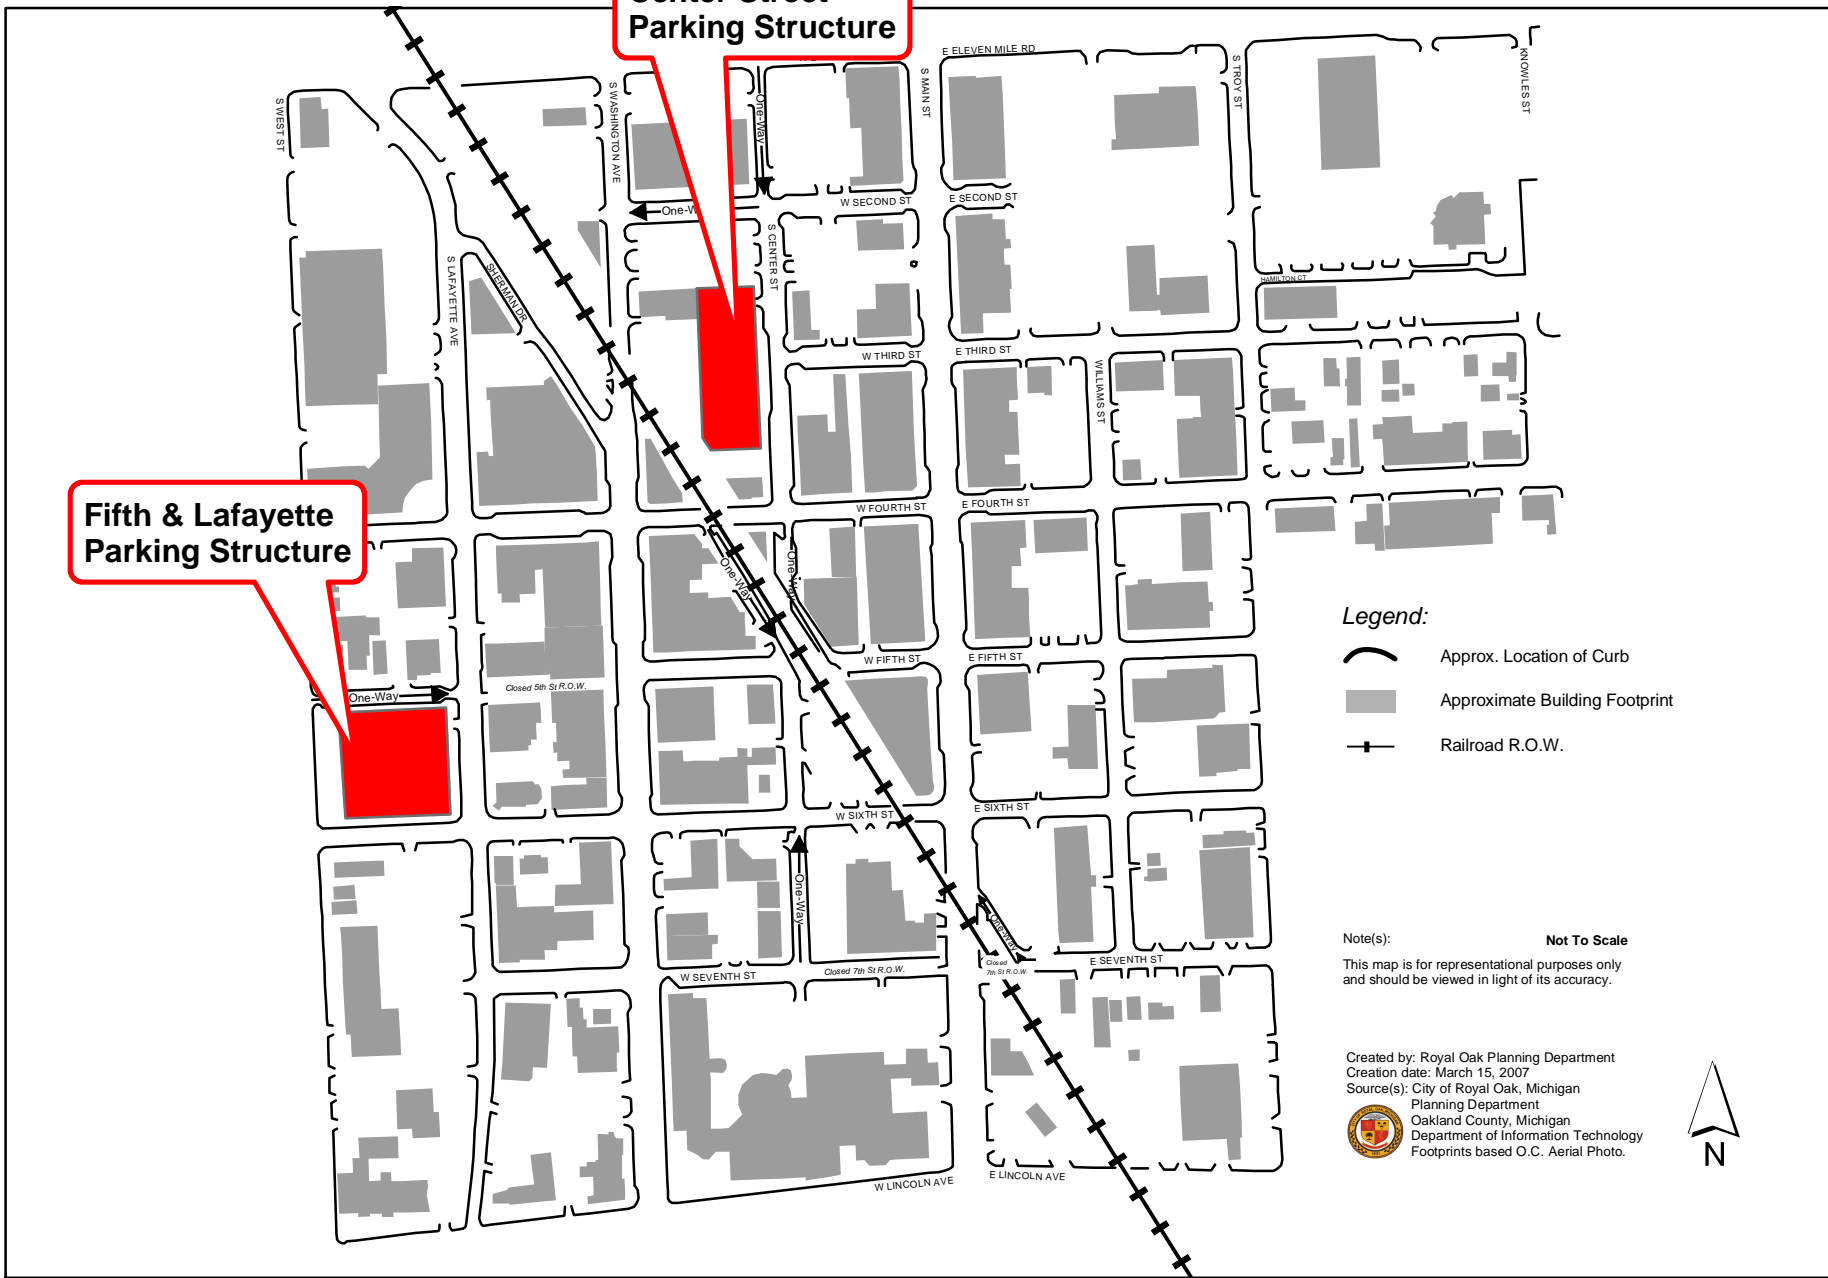 Center Street
Parking Structure
E ELEVEN MILE RD
S WEST ST
S WASHINGTON AVE
One-Way
S MAIN ST
S TROY ST
KNOWLES ST
W SECOND ST
E SECOND ST
S CENTER ST
S LAFAYETTE AVE
SHERMAN DR
HAMILTON CT
W THIRD ST
E THIRD ST
WILLIAMS ST
W FOURTH ST
E FOURTH ST
Fifth & Lafayette
Parking Structure
One-Way
One-Way
W FIFTH ST
E FIFTH ST
One-Way
Closed 5th St R.O.W.
W SIXTH ST
E SIXTH ST
One-Way
One-Way
W SEVENTH ST
Closed 7th St R.O.W.
Closed
7th St R.O.W.
E SEVENTH ST
W LINCOLN AVE
E LINCOLN AVE
Legend:
Approx. Location of Curb
Approximate Building Footprint
Railroad R.O.W.
Note(s):
Not To Scale
This map is for representational purposes only
and should be viewed in light of its accuracy.
Created by: Royal Oak Planning Department
Creation date: March 15, 2007
Source(s): City of Royal Oak, Michigan
Planning Department
Oakland County, Michigan
Department of Information Technology
Footprints based O.C. Aerial Photo.
N